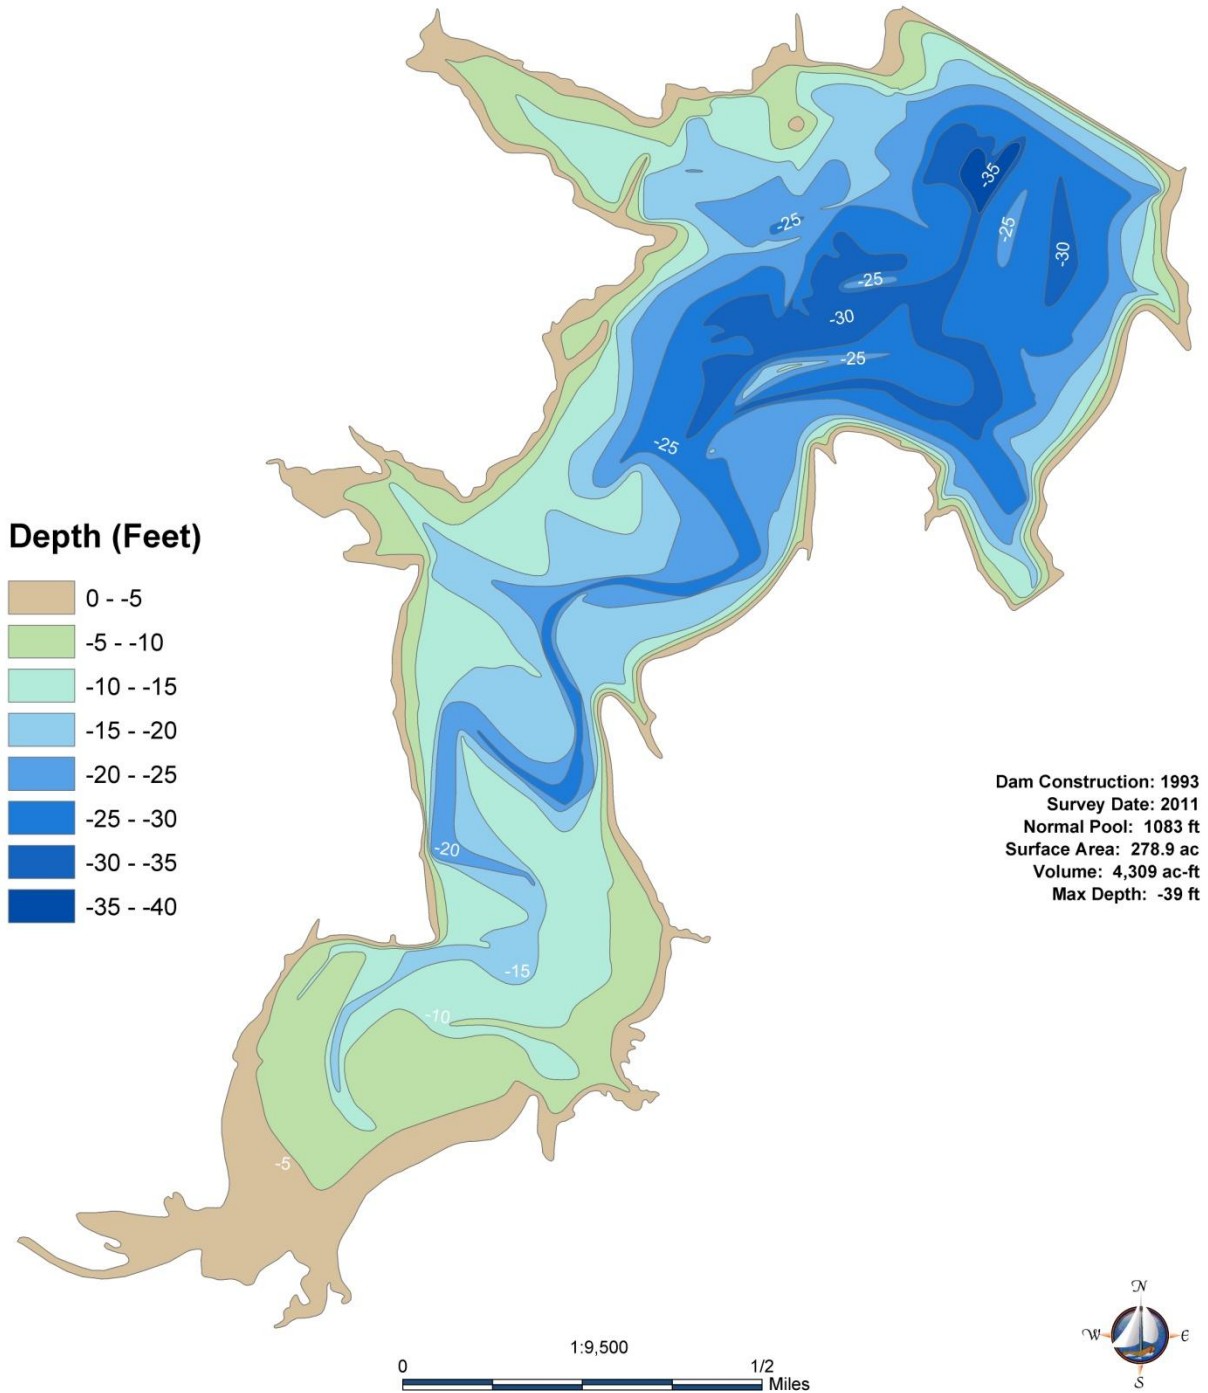 -35
-25
-25
-30
-25
-30
-25
-25
Depth (Feet)
0 - -5
-5 - -10
-10 - -15
-15 - -20
-20 - -25
-25 - -30
-30 - -35
-35 - -40
Dam Construction: 1993
Survey Date: 2011
Normal Pool: 1083 ft
Surface Area: 278.9 ac
Volume: 4,309 ac-ft
Max Depth: -39 ft
-20
-15
-10
-5
N
W E
S
1:9,500
0 1/2
Miles